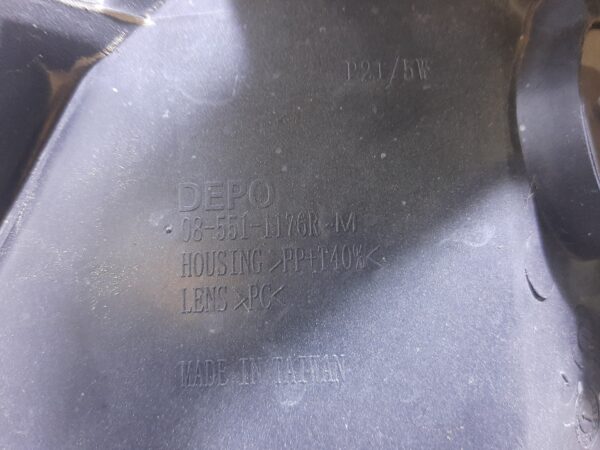 P21/5W
DEPO
08-551-1176R-M
HOUSING >PP+T40%<
LENS >PC<
MADE IN TAIWAN